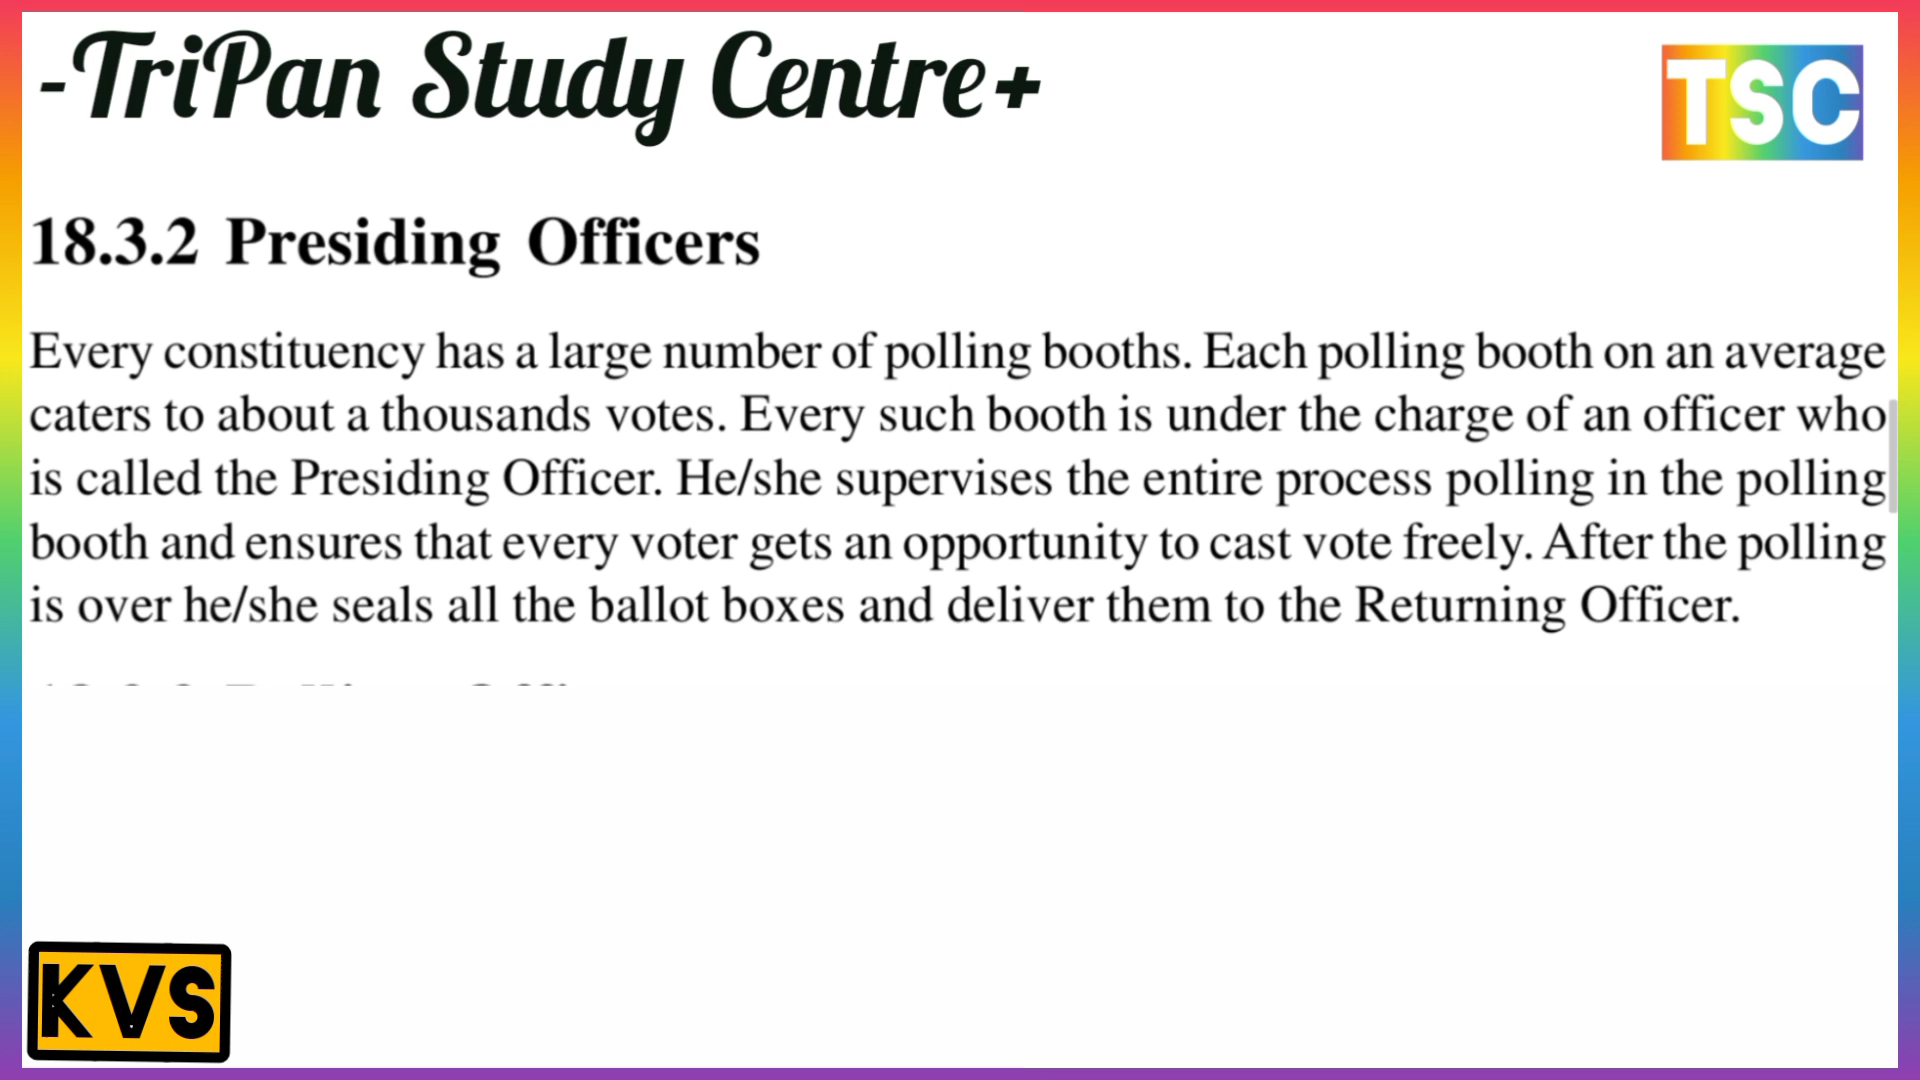 -TriPan Study Centre+
TSC
18.3.2 Presiding Officers
Every constituency has a large number of polling booths. Each polling booth on an average
caters to about a thousands votes. Every such booth is under the charge of an officer who
is called the Presiding Officer. He/she supervises the entire process polling in the polling
booth and ensures that every voter gets an opportunity to cast vote freely. After the polling
is over he/she seals all the ballot boxes and deliver them to the Returning Officer.
KVS